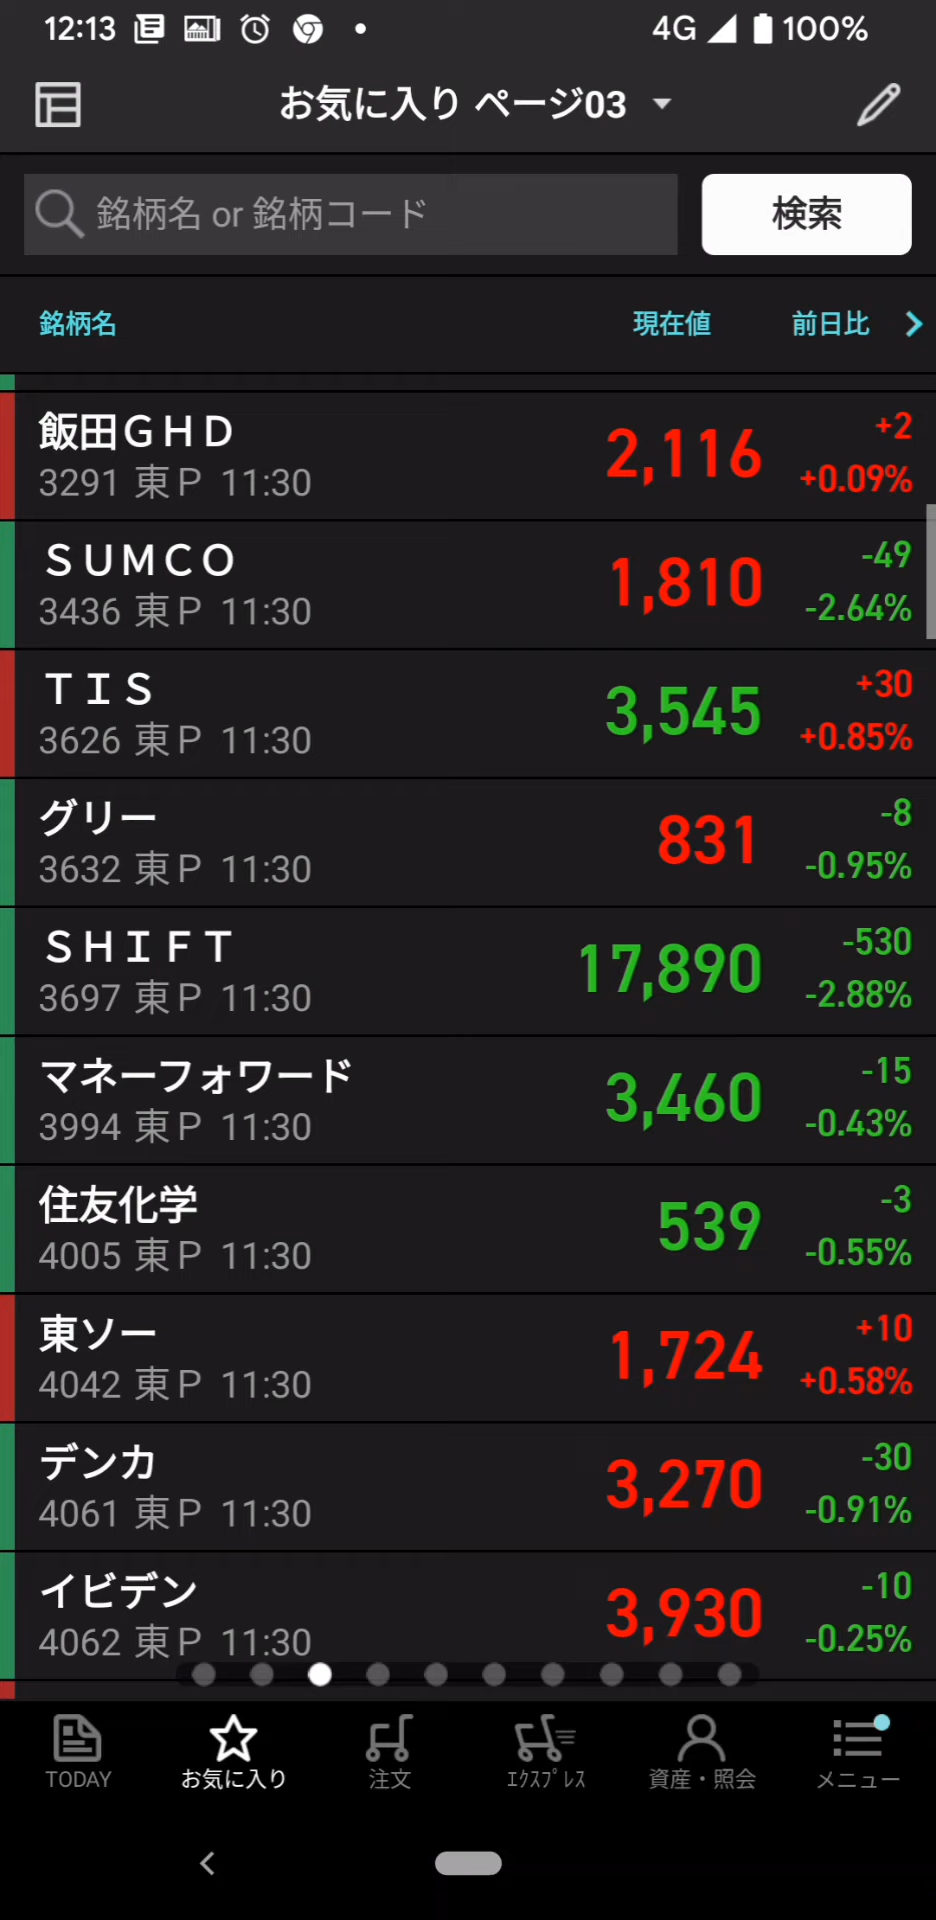 12:13 4G 100%
お気に入り ページ03
銘柄名 or 銘柄コード 検索
銘柄名 現在値 前日比
飯田ＧＨＤ 2,116 +2
3291 東Ｐ 11:30 +0.09%
ＳＵＭＣＯ 1,810 -49
3436 東Ｐ 11:30 -2.64%
ＴＩＳ 3,545 +30
3626 東Ｐ 11:30 +0.85%
グリー 831 -8
3632 東Ｐ 11:30 -0.95%
ＳＨＩＦＴ 17,890 -530
3697 東Ｐ 11:30 -2.88%
マネーフォワード 3,460 -15
3994 東Ｐ 11:30 -0.43%
住友化学 539 -3
4005 東Ｐ 11:30 -0.55%
東ソー 1,724 +10
4042 東Ｐ 11:30 +0.58%
デンカ 3,270 -30
4061 東Ｐ 11:30 -0.91%
イビデン 3,930 -10
4062 東Ｐ 11:30 -0.25%
TODAY お気に入り 注文 ｴｸｽﾌﾟﾚｽ 資産・照会 メニュー